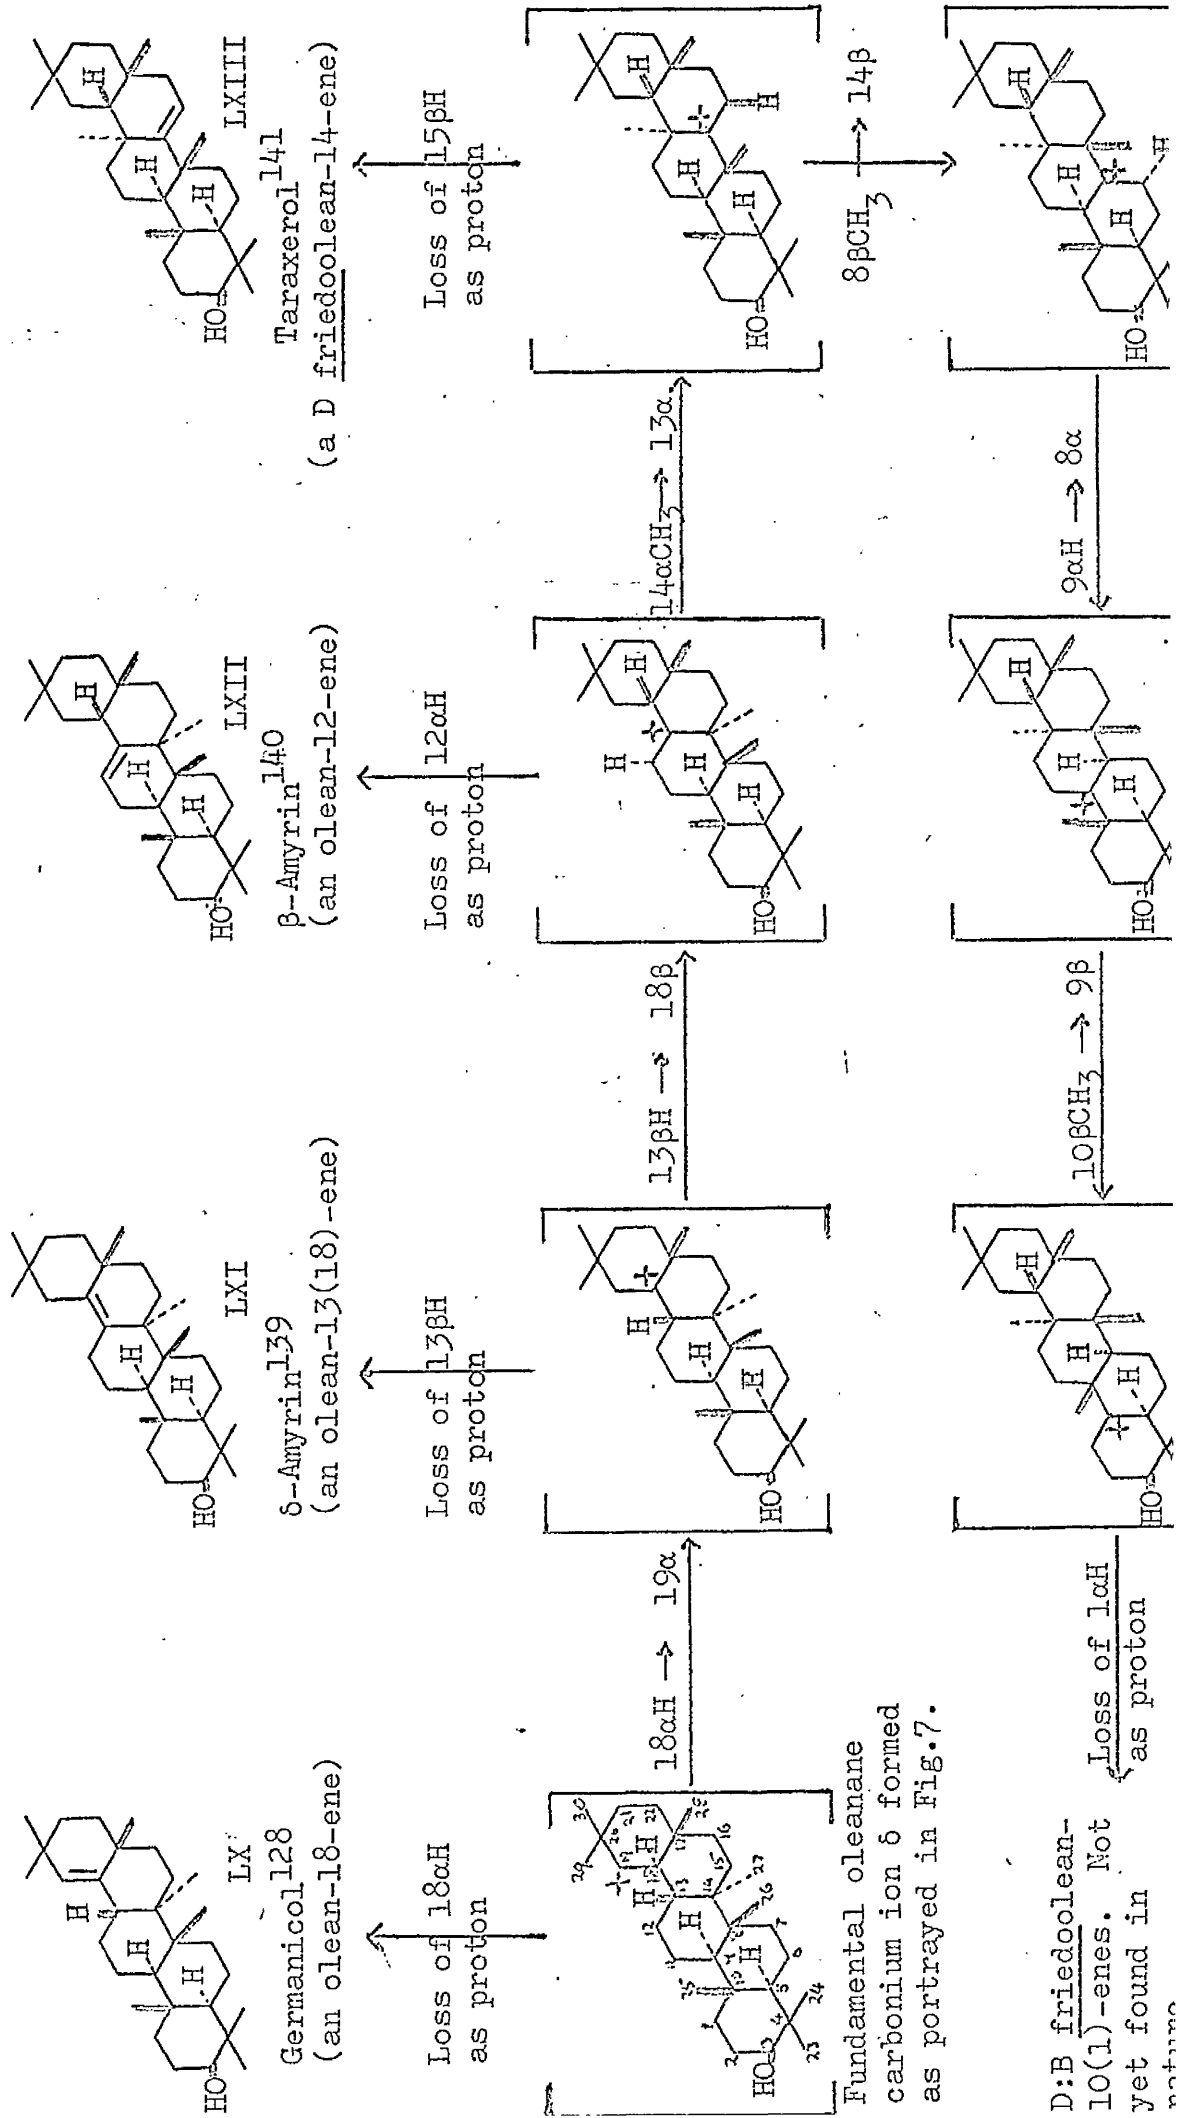 LX
Germanicol128
(an olean-18-ene)
LXI
δ-Amyrin139
(an olean-13(18)-ene)
LXII
β-Amyrin140
(an olean-12-ene)
LXIII
Taraxerol141
(a D friedoolean-14-ene)
Loss of 18αH
as proton
Loss of 13βH
as proton
Loss of 12αH
as proton
Loss of 15βH
as proton
18αH → 19α
13βH → 18β
14αCH3 → 13α
Fundamental oleanane
carbonium ion δ formed
as portrayed in Fig.7.
8βCH3 → 14β
9αH → 8α
10βCH3 → 9β
Loss of 1αH
as proton
D:B friedoolean-
10(1)-enes. Not
yet found in
nature